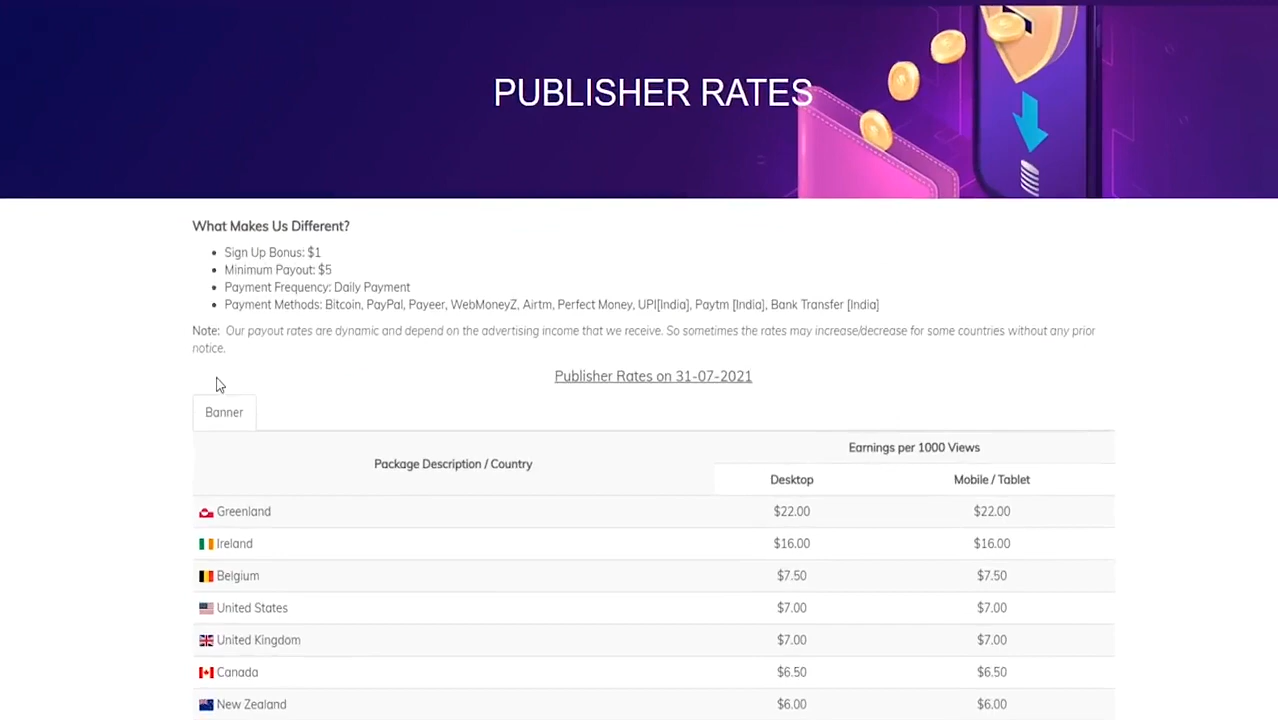 PUBLISHER RATES
What Makes Us Different?
Sign Up Bonus: $1
Minimum Payout: $5
Payment Frequency: Daily Payment
Payment Methods: Bitcoin, PayPal, Payeer, WebMoneyZ, Airtm, Perfect Money, UPI[India], Paytm [India], Bank Transfer [India]
Note: Our payout rates are dynamic and depend on the advertising income that we receive. So sometimes the rates may increase/decrease for some countries without any prior
notice.
Publisher Rates on 31-07-2021
Banner
Package Description / Country Earnings per 1000 Views
Desktop Mobile / Tablet
Greenland $22.00 $22.00
Ireland $16.00 $16.00
Belgium $7.50 $7.50
United States $7.00 $7.00
United Kingdom $7.00 $7.00
Canada $6.50 $6.50
New Zealand $6.00 $6.00